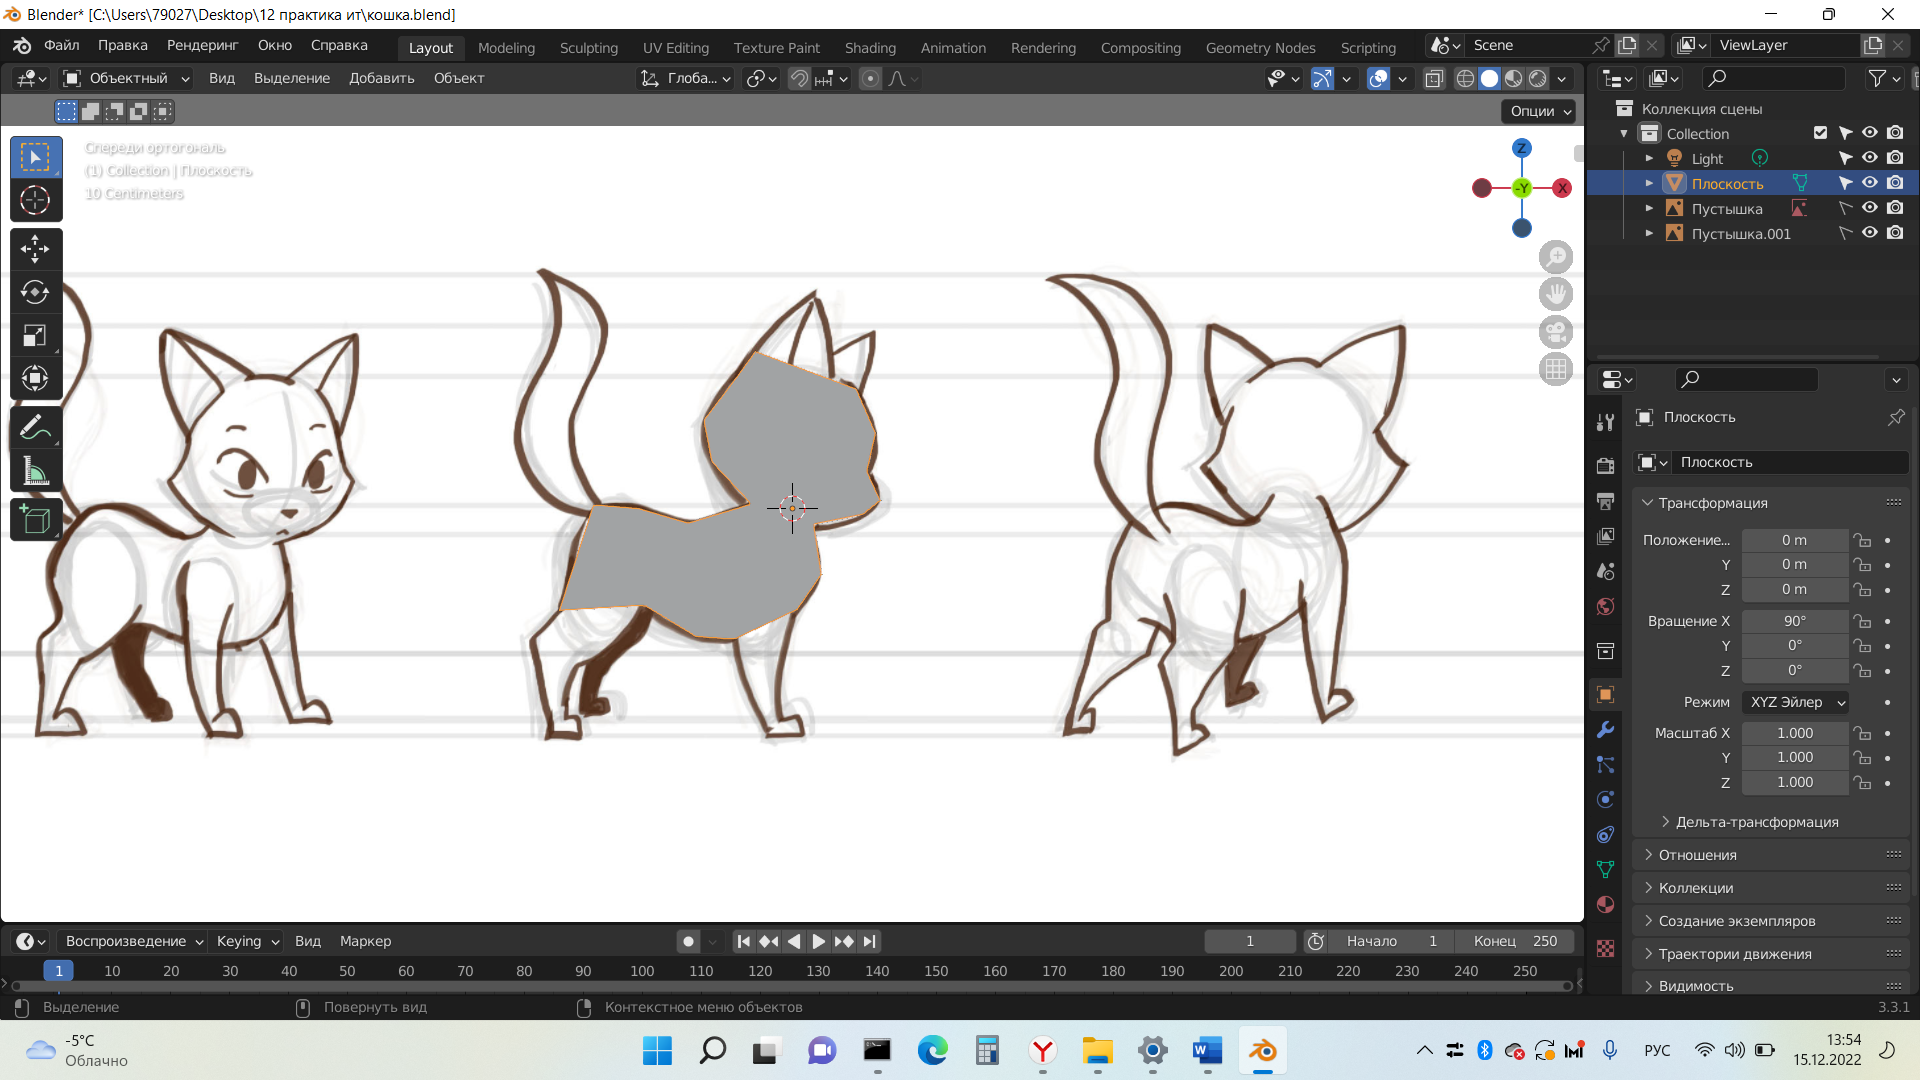 Blender* [C:\Users\79027\Desktop\12 практика ит\кошка.blend]
Файл Правка Рендеринг Окно Справка Layout Modeling Sculpting UV Editing Texture Paint Shading Animation Rendering Compositing Geometry Nodes Scripting Scene ViewLayer
Объектный Вид Выделение Добавить Объект Глоба...
Опции
Спереди ортогональ
(1) Collection | Плоскость
10 Centimeters
Z
-Y X
Коллекция сцены
Collection
Light
Плоскость
Пустышка
Пустышка.001
Плоскость
Плоскость
Трансформация
Положение... 0 m
Y 0 m
Z 0 m
Вращение X 90°
Y 0°
Z 0°
Режим XYZ Эйлер
Масштаб X 1.000
Y 1.000
Z 1.000
Дельта-трансформация
Отношения
Коллекции
Создание экземпляров
Траектории движения
Видимость
Воспроизведение Keying Вид Маркер 1 Начало 1 Конец 250
1 10 20 30 40 50 60 70 80 90 100 110 120 130 140 150 160 170 180 190 200 210 220 230 240 250
Выделение Повернуть вид Контекстное меню объектов 3.3.1
-5°C
Облачно
РУС
13:54
15.12.2022